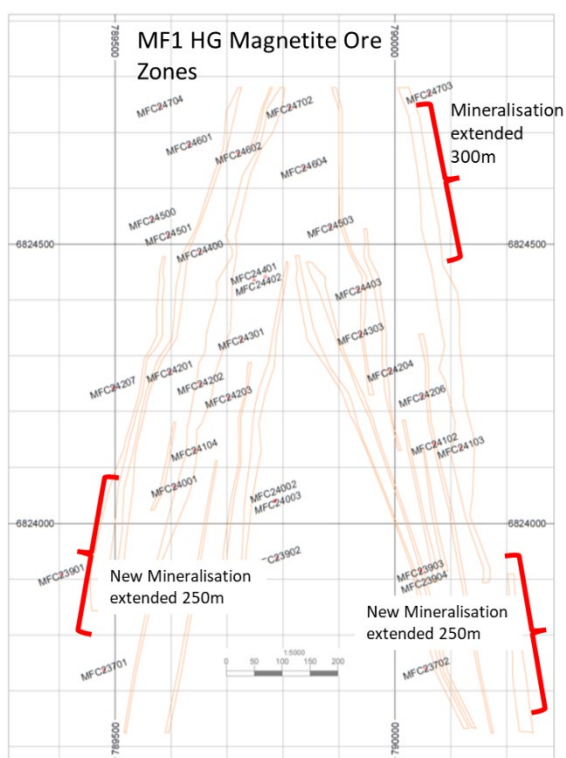 789500
790000
MF1 HG Magnetite Ore
Zones
MFC24703
MFC24704
MFC24702
Mineralisation
extended
300m
MFC24601
MFC24602
MFC24604
MFC24500
MFC24501
MFC24503
6824500
6824500
MFC24400
MFC24401
MFC24402
MFC24403
MFC24301
MFC24303
MFC24207
MFC24201
MFC24202
MFC24203
MFC24204
MFC24206
MFC24104
MFC24102
MFC24103
MFC24001
MFC24002
MFC24003
6824000
6824000
MFC23901
New Mineralisation
extended 250m
MFC23902
MFC23903
MFC23904
New Mineralisation
extended 250m
1:5000
0 50 100 150 200
MFC23701
MFC23702
789500
790000